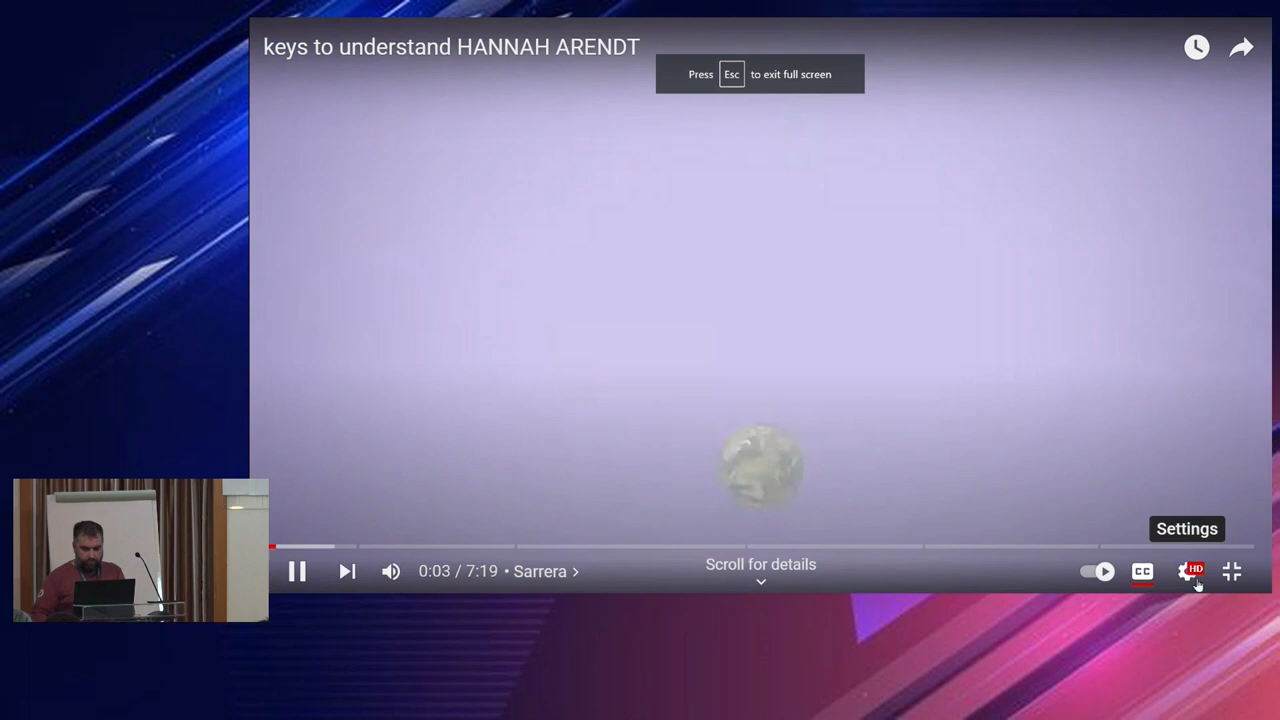 keys to understand HANNAH ARENDT
Press Esc to exit full screen
Settings
0:03 / 7:19 • Sarrera >
Scroll for details
CC
HD